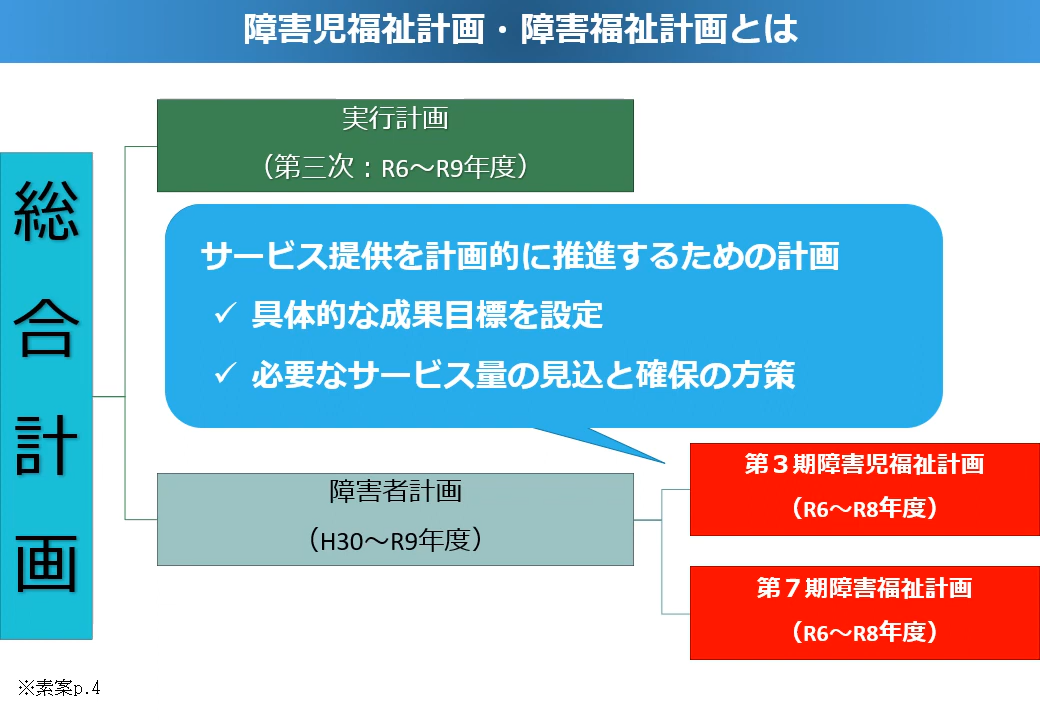 障害児福祉計画・障害福祉計画とは
総合計画
実行計画
（第三次：R6～R9年度）
サービス提供を計画的に推進するための計画
✓ 具体的な成果目標を設定
✓ 必要なサービス量の見込と確保の方策
障害者計画
（H30～R9年度）
第３期障害児福祉計画
（R6～R8年度）
第７期障害福祉計画
（R6～R8年度）
※素案p.4